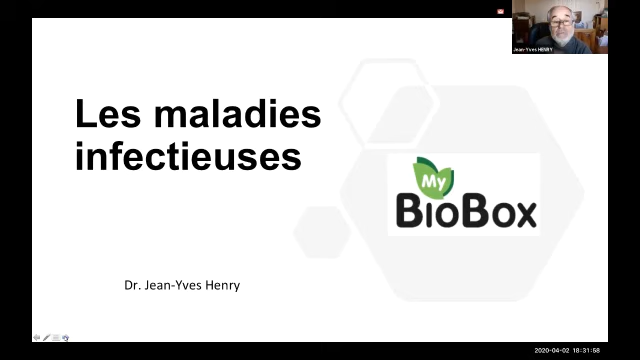 Jean-Yves HENRY
Les maladies
infectieuses
My
BIOBOX
Dr. Jean-Yves Henry
2020-04-02 18:31:58